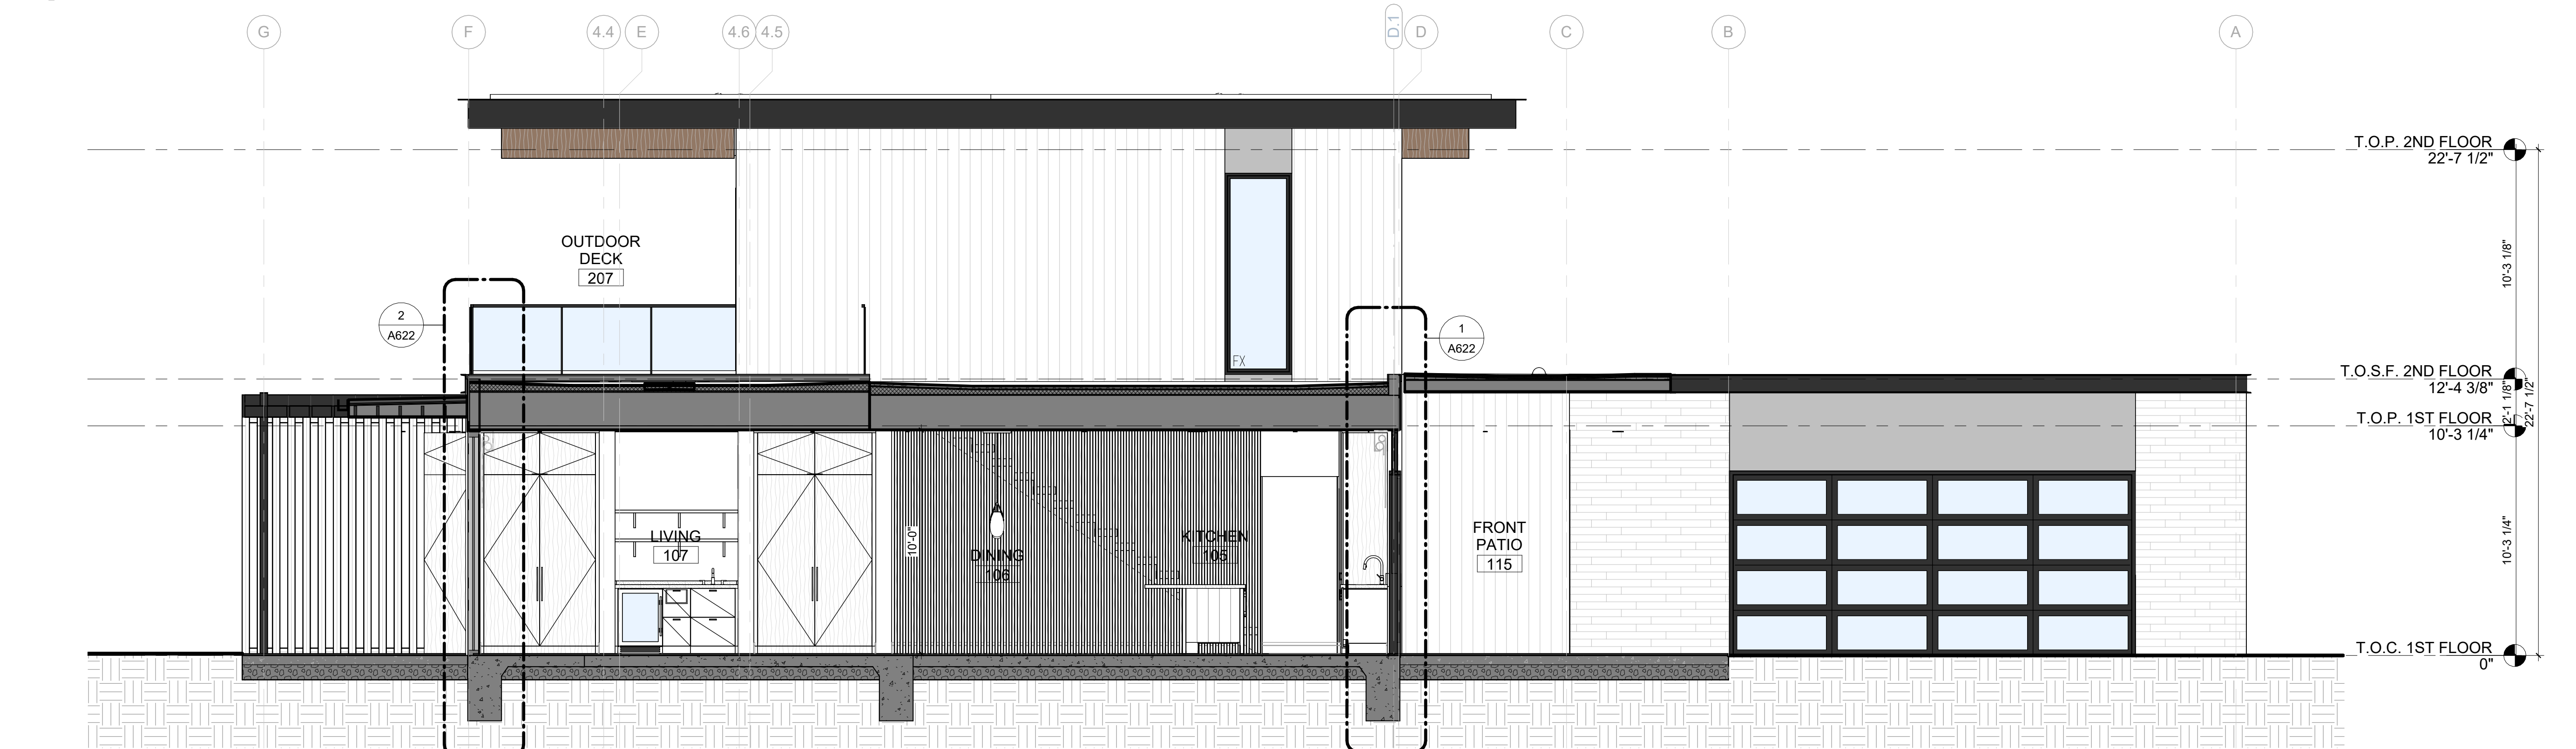 G
F
4.4
E
4.6
4.5
D.1
D
C
B
A
T.O.P. 2ND FLOOR
22'-7 1/2"
OUTDOOR
DECK
207
10'-3 1/8"
2
A622
1
A622
FX
T.O.S.F. 2ND FLOOR
12'-4 3/8"
2'-1 1/8"
22'-7 1/2"
T.O.P. 1ST FLOOR
10'-3 1/4"
LIVING
107
10'-0"
DINING
106
KITCHEN
105
FRONT
PATIO
115
10'-3 1/4"
T.O.C. 1ST FLOOR
0"